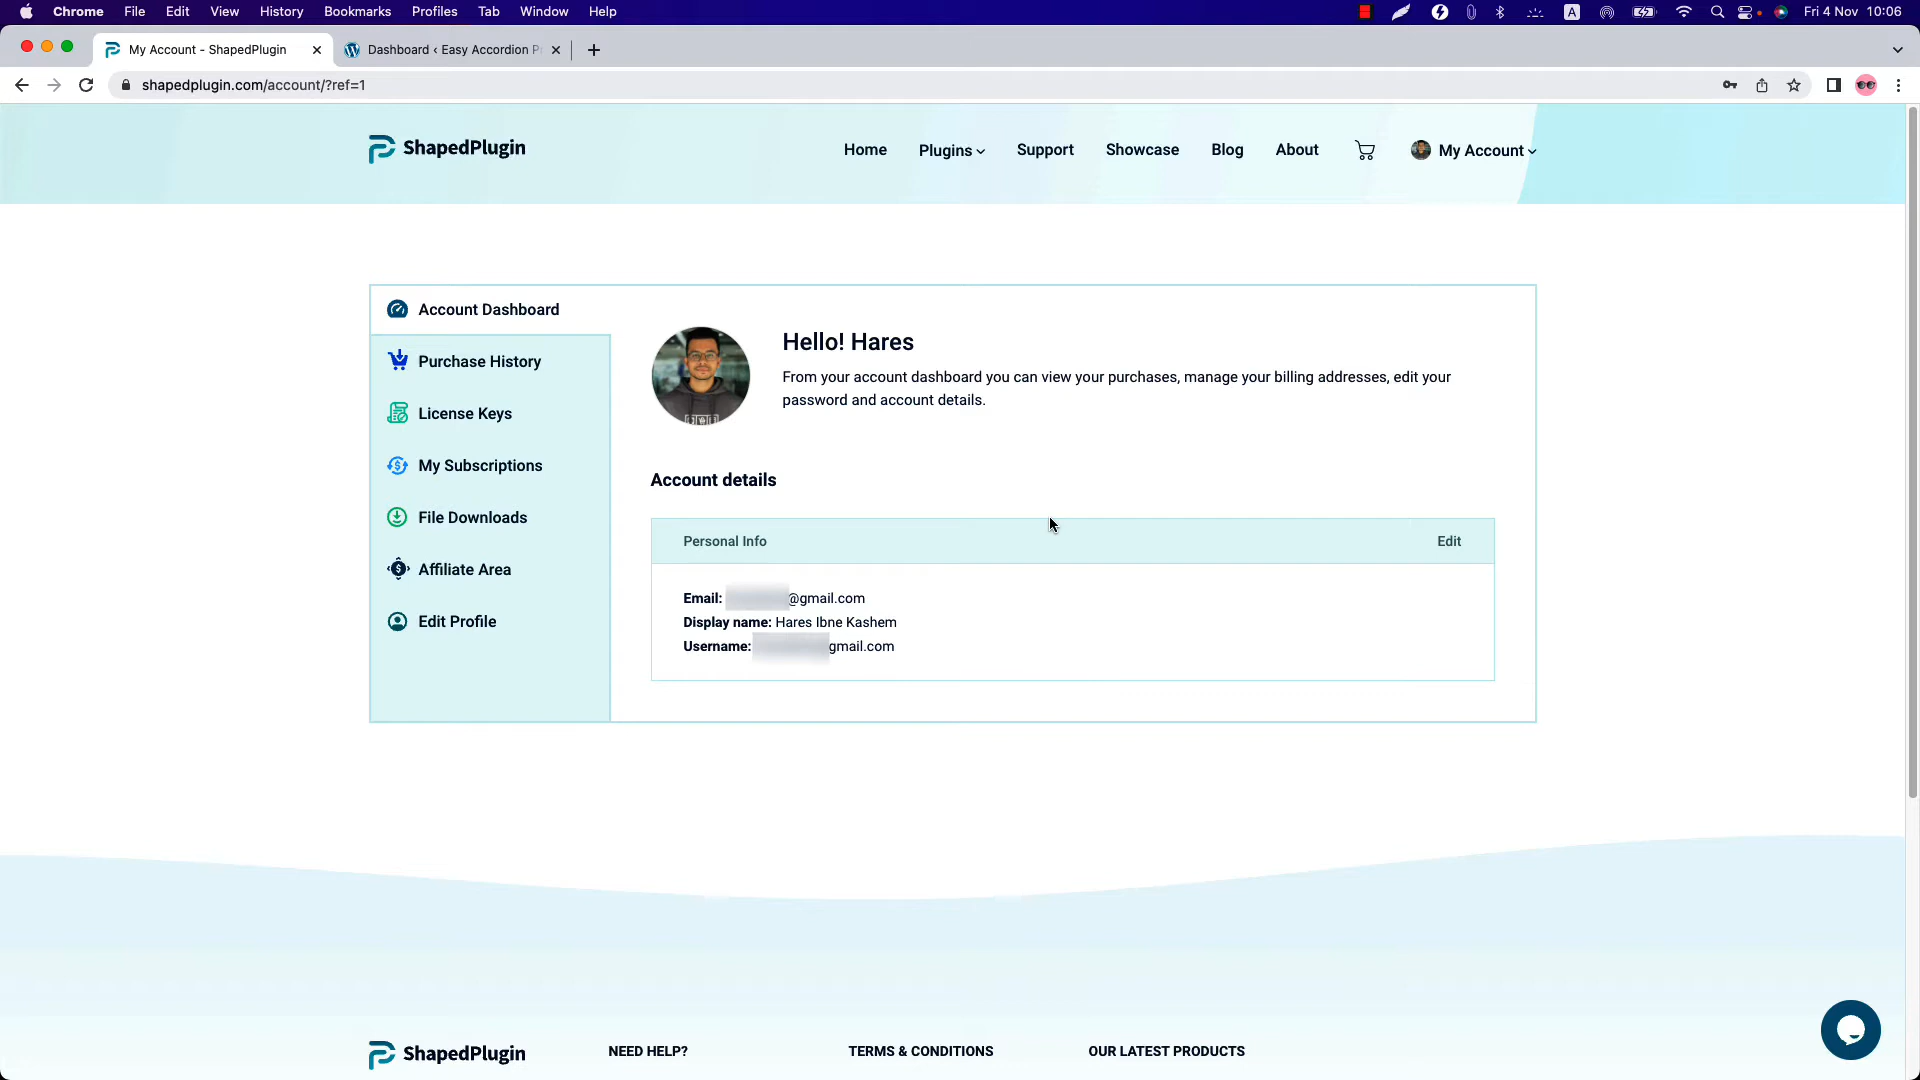 Chrome File Edit View History Bookmarks Profiles Tab Window Help A Fri 4 Nov 10:06
My Account - ShapedPlugin Dashboard ‹ Easy Accordion P
shapedplugin.com/account/?ref=1
ShapedPlugin Home Plugins Support Showcase Blog About My Account
Account Dashboard
Purchase History
License Keys
My Subscriptions
File Downloads
Affiliate Area
Edit Profile
Hello! Hares
From your account dashboard you can view your purchases, manage your billing addresses, edit your
password and account details.
Account details
Personal Info Edit
Email: @gmail.com
Display name: Hares Ibne Kashem
Username: gmail.com
ShapedPlugin NEED HELP? TERMS & CONDITIONS OUR LATEST PRODUCTS